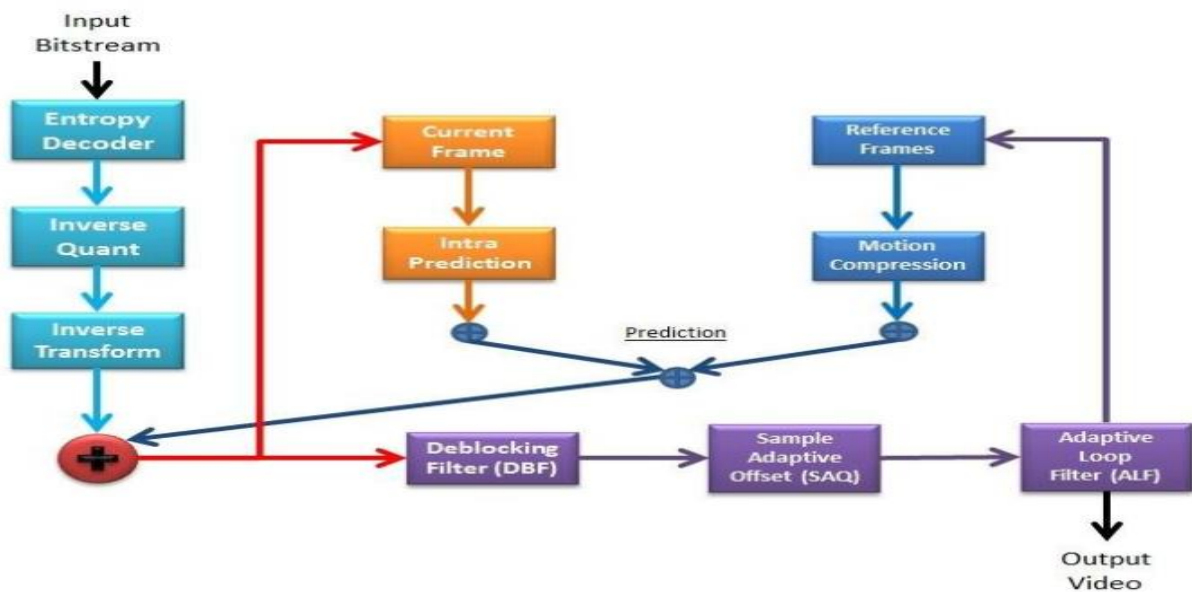 Input
Bitstream
Entropy
Decoder
Inverse
Quant
Inverse
Transform
Current
Frame
Intra
Prediction
Reference
Frames
Motion
Compression
Prediction
Deblocking
Filter (DBF)
Sample
Adaptive
Offset (SAQ)
Adaptive
Loop
Filter (ALF)
Output
Video